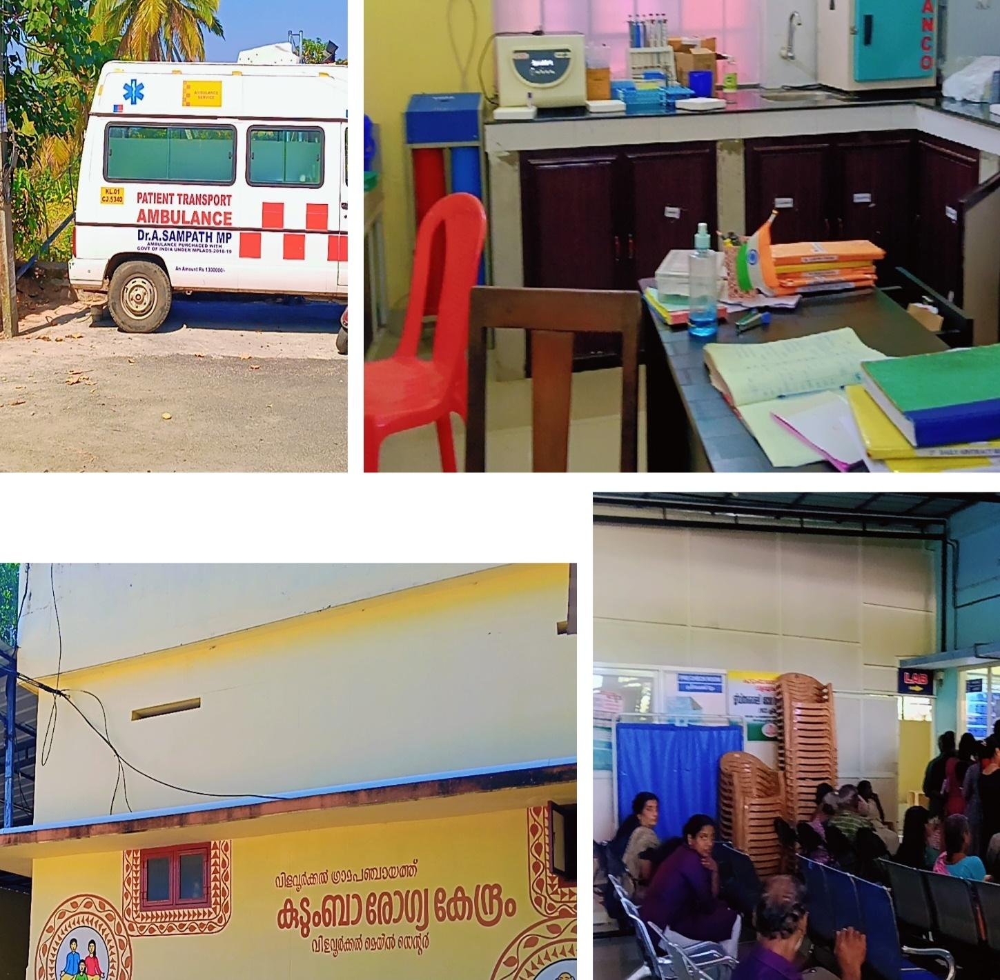 AMBULANCE
SERVICE
KL.01
CJ.5340
PATIENT TRANSPORT
AMBULANCE
Dr.A.SAMPATH MP
AMBULANCE PURCHACED WITH
GOVT OF INDIA UNDER MPLADS-2018-19
An Amount Rs 1300000/-
ANCO
LAB
വിളവൂർക്കൽ ഗ്രാമപഞ്ചായത്ത്
കുടുംബാരോഗ്യ കേന്ദ്രം
വിളവൂർക്കൽ മെയിൻ സെന്റർ